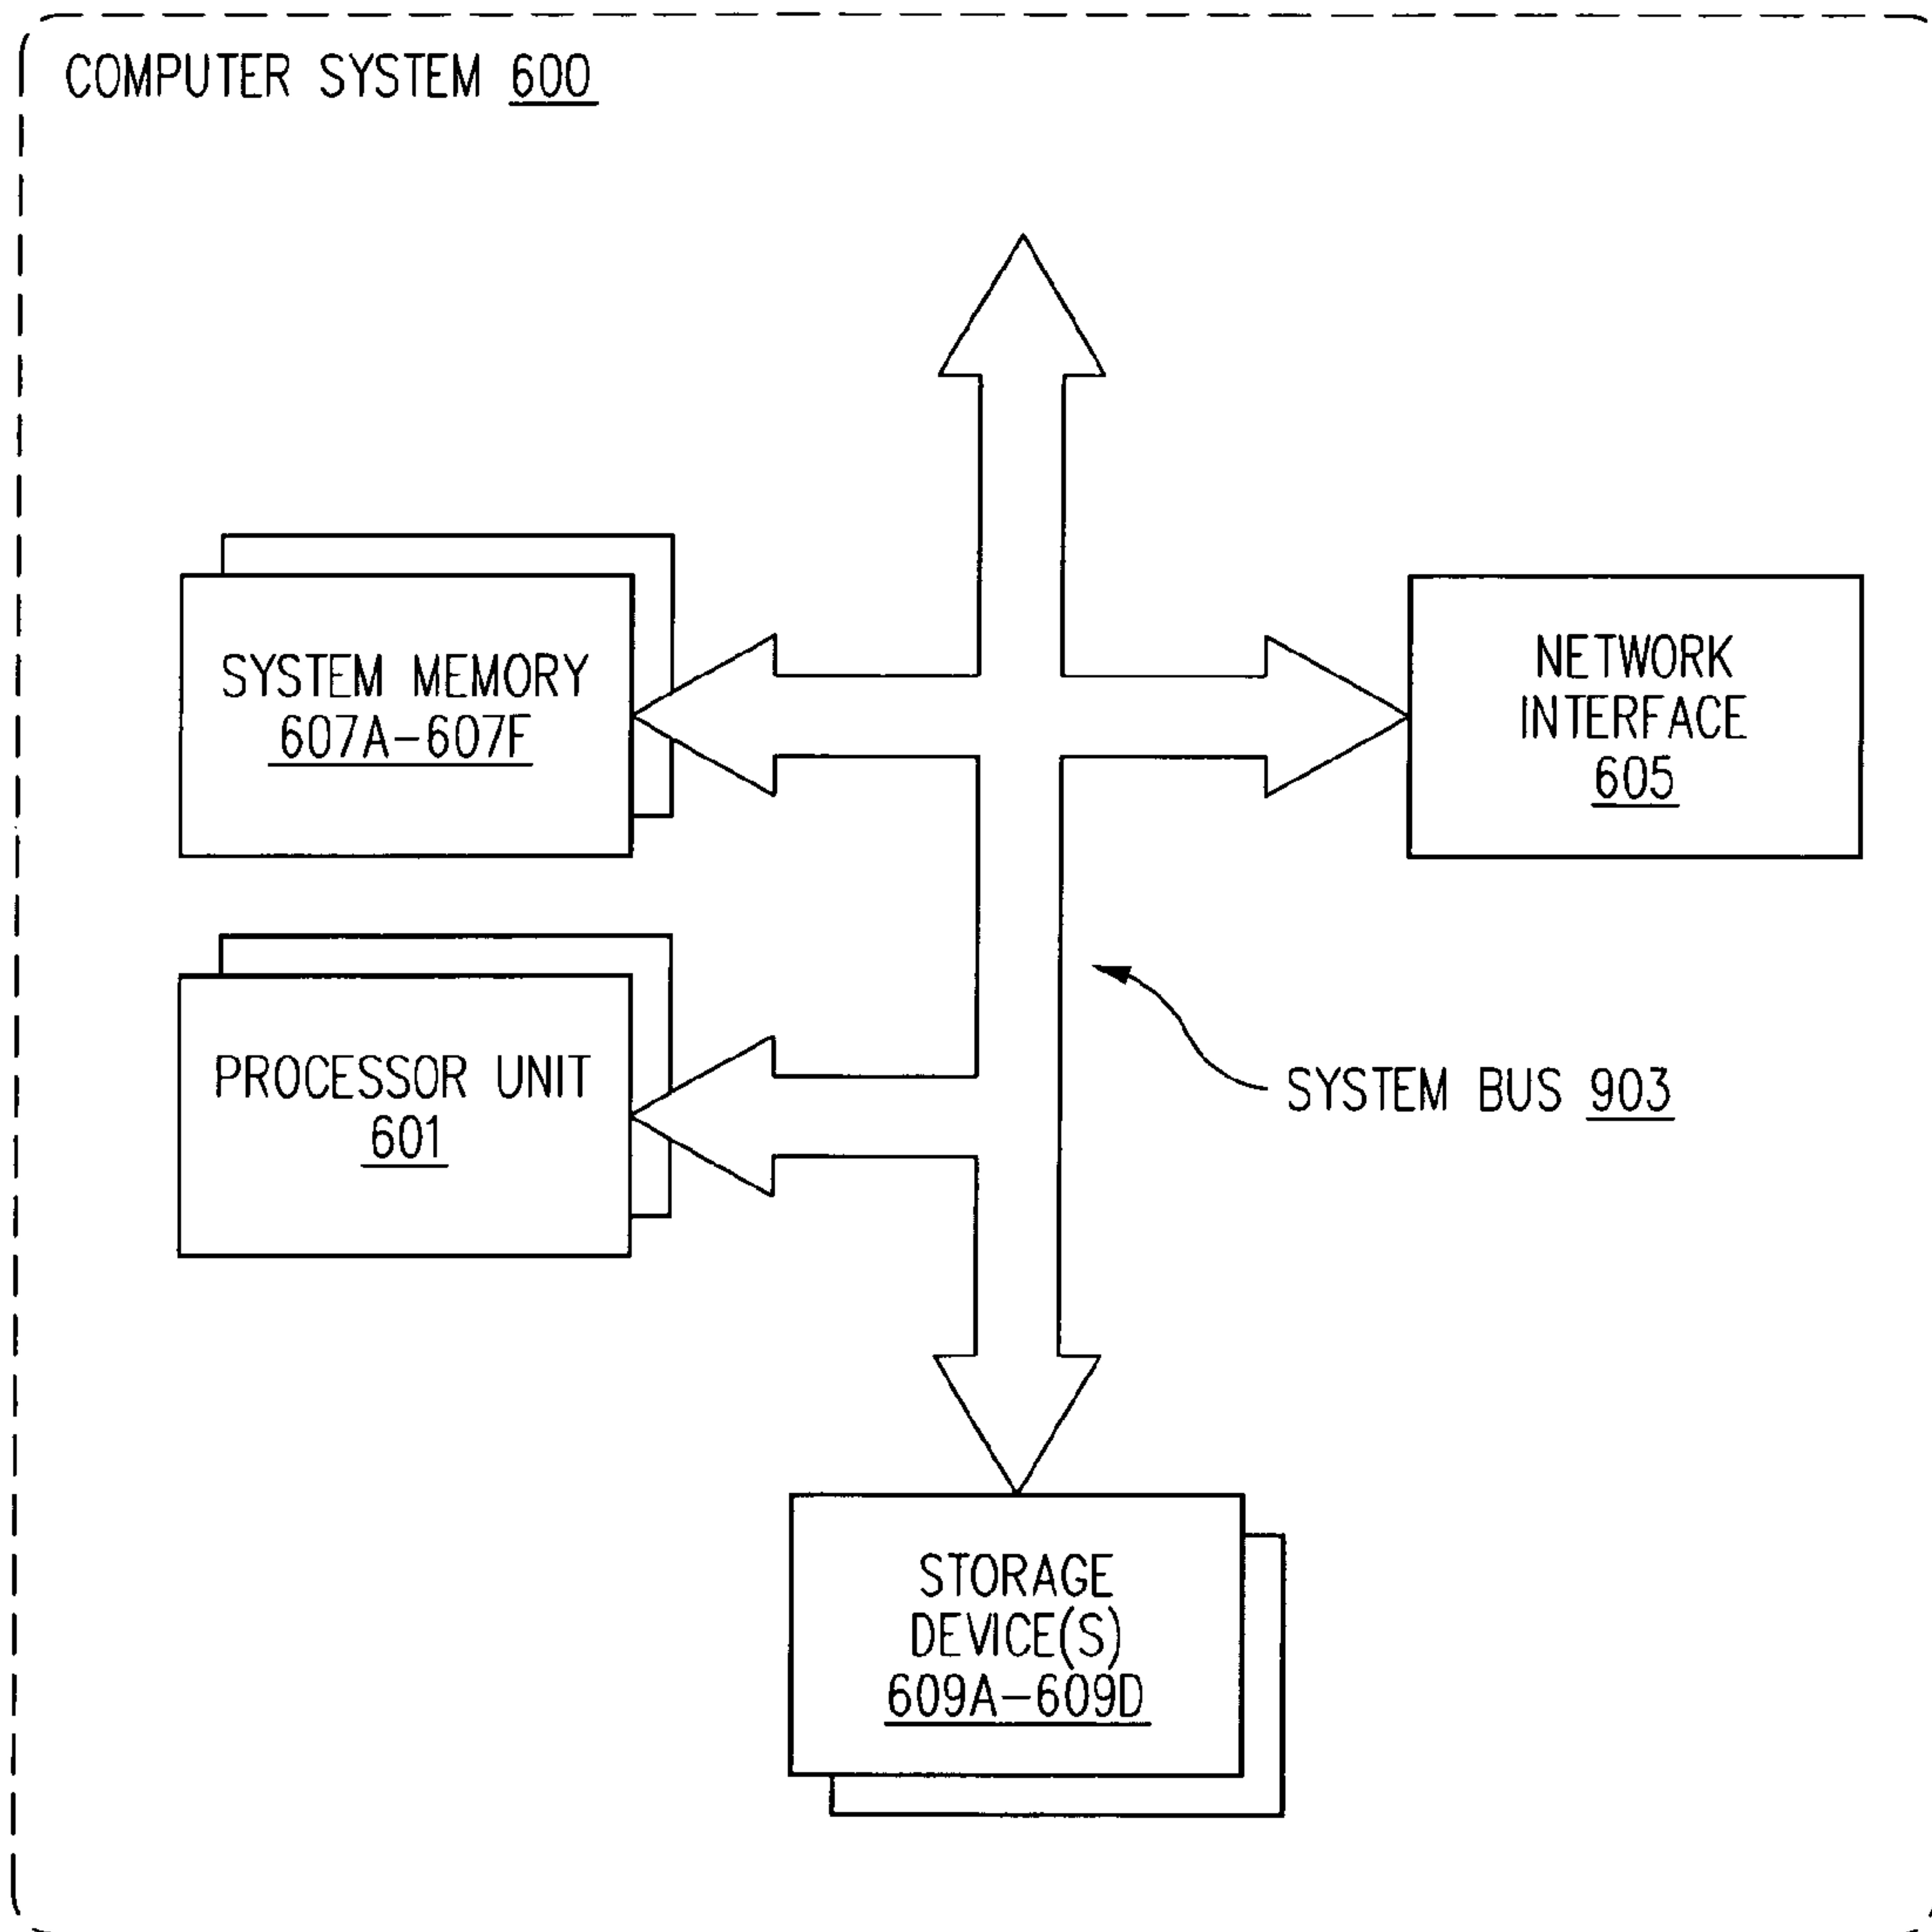 COMPUTER SYSTEM 600
SYSTEM MEMORY
607A-607F
NETWORK
INTERFACE
605
PROCESSOR UNIT
601
SYSTEM BUS 903
STORAGE
DEVICE(S)
609A-609D